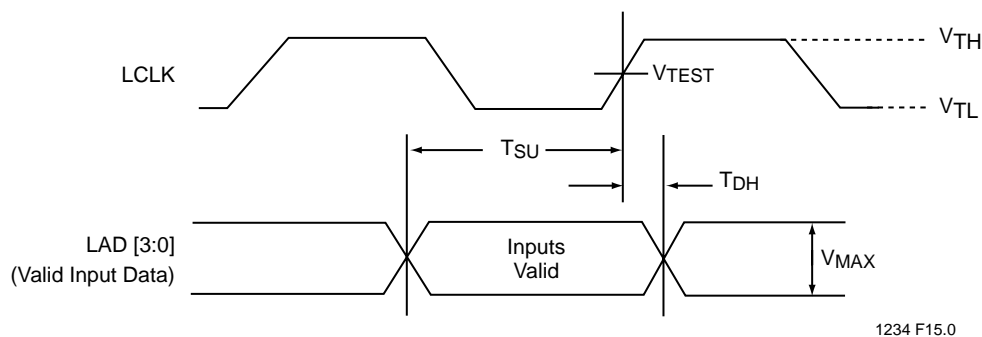 VTH
LCLK
VTEST
VTL
TSU
TDH
LAD [3:0]
(Valid Input Data)
Inputs
Valid
VMAX
1234 F15.0